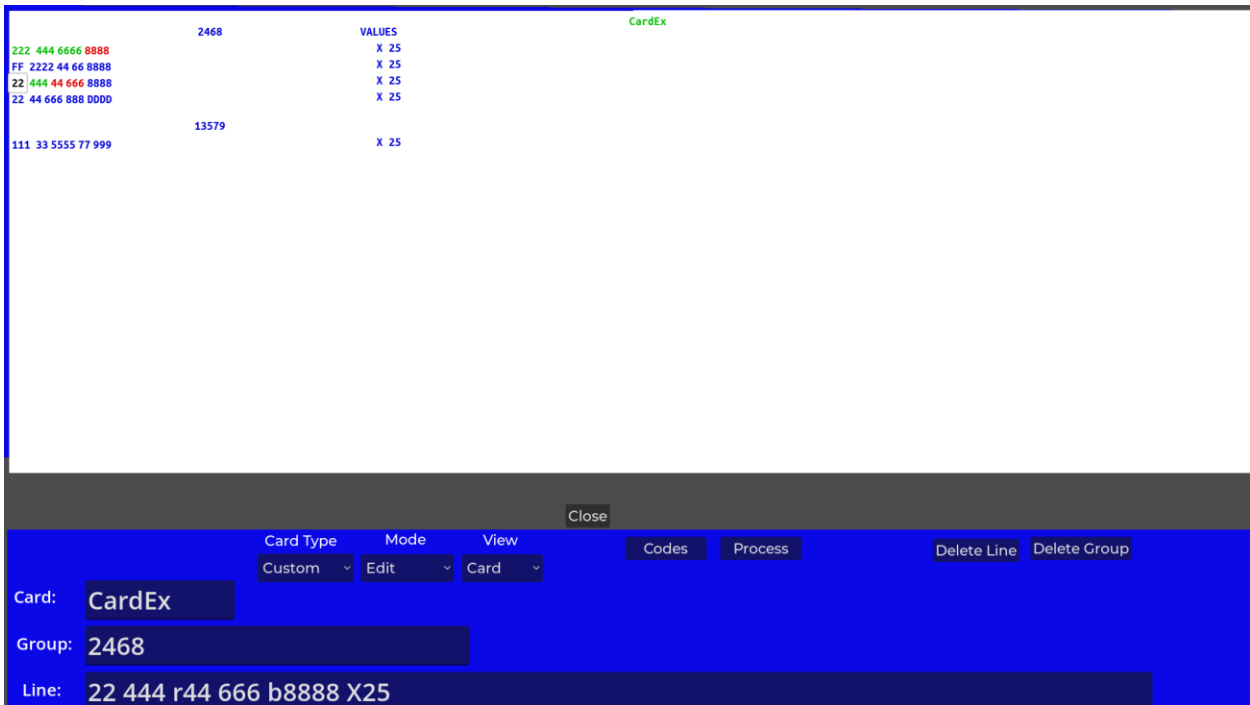 CardEx
2468 VALUES
222 444 6666 8888 X 25
FF 2222 44 66 8888 X 25
22 444 44 666 8888 X 25
22 44 666 888 DDDD X 25
13579
111 33 5555 77 999 X 25
Close
Card Type Mode View
Codes Process Delete Line Delete Group
Custom Edit Card
Card: CardEx
Group: 2468
Line: 22 444 r44 666 b8888 X25